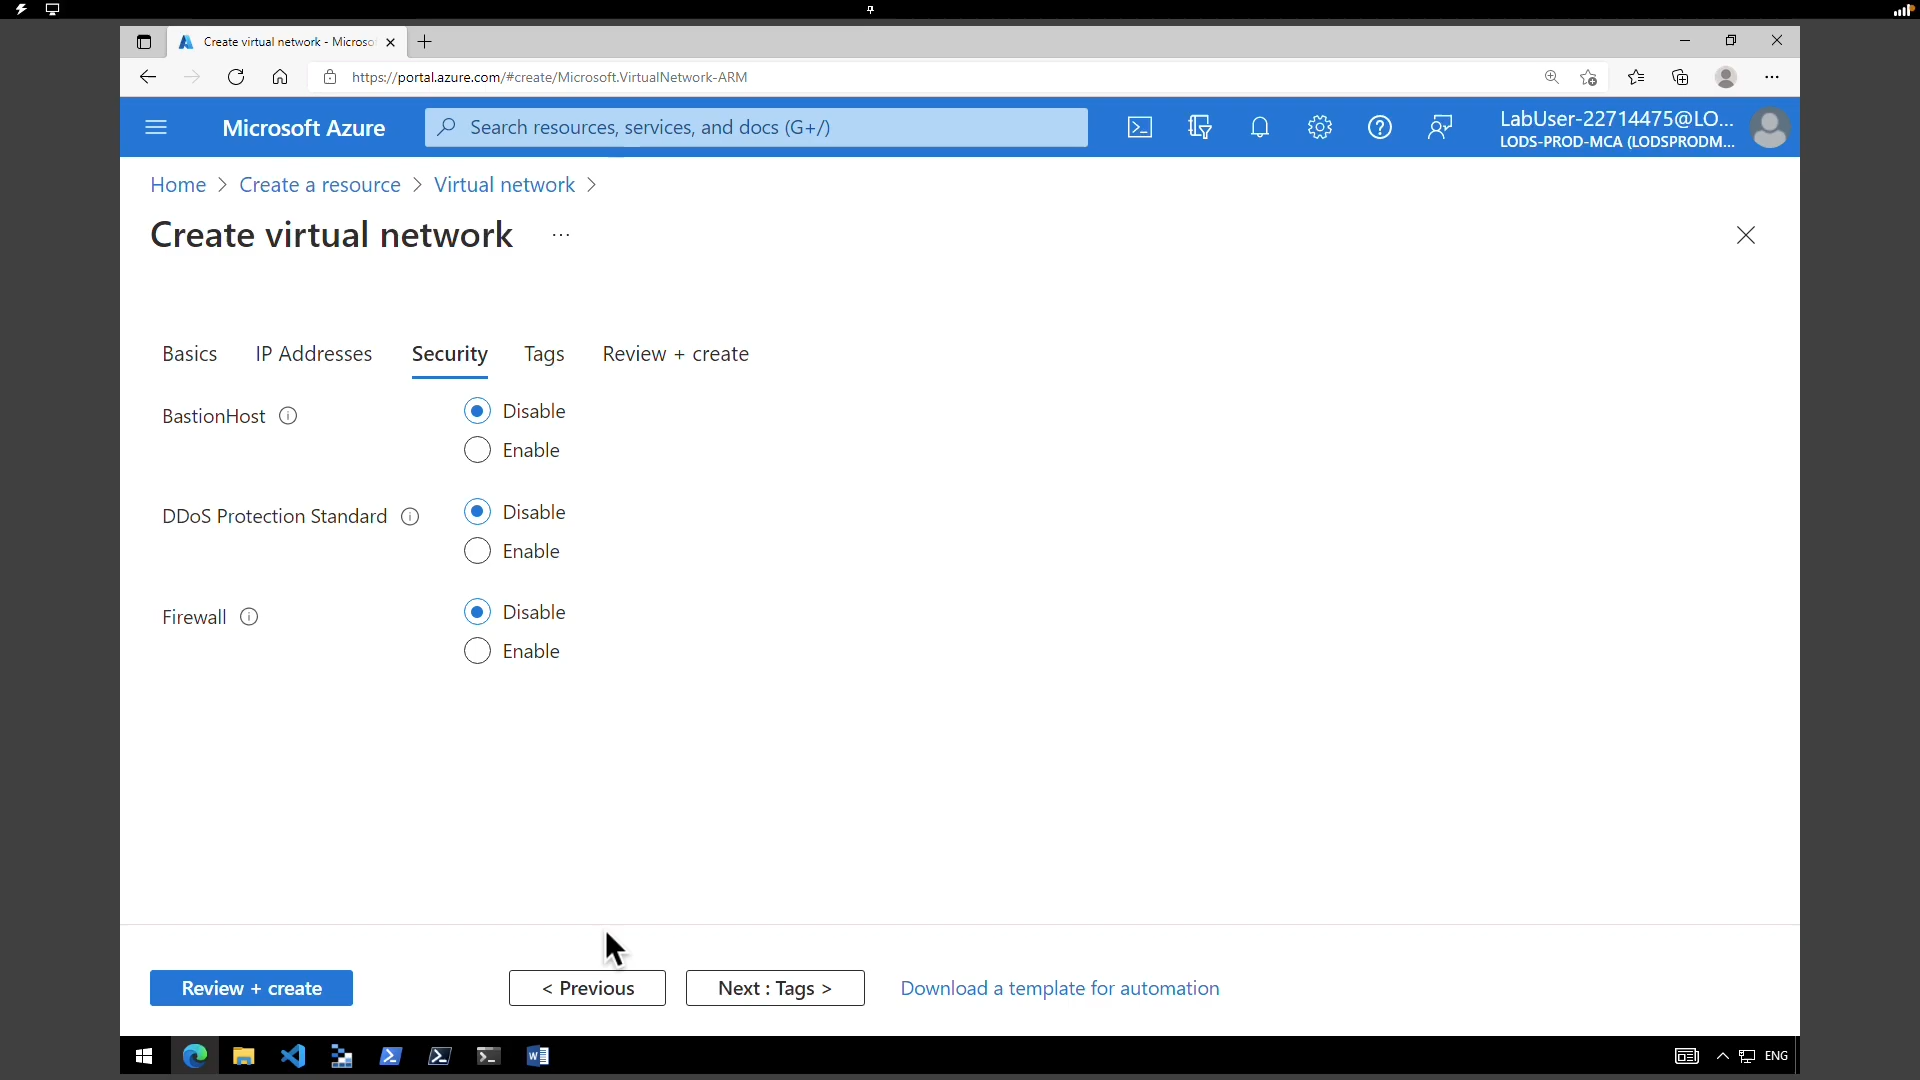 Create virtual network - Microso
https://portal.azure.com/#create/Microsoft.VirtualNetwork-ARM
Microsoft Azure
Search resources, services, and docs (G+/)
LabUser-22714475@LO...
LODS-PROD-MCA (LODSPRODM...
Home > Create a resource > Virtual network >
Create virtual network ...
Basics IP Addresses Security Tags Review + create
BastionHost
Disable
Enable
DDoS Protection Standard
Disable
Enable
Firewall
Disable
Enable
Review + create
< Previous
Next : Tags >
Download a template for automation
ENG